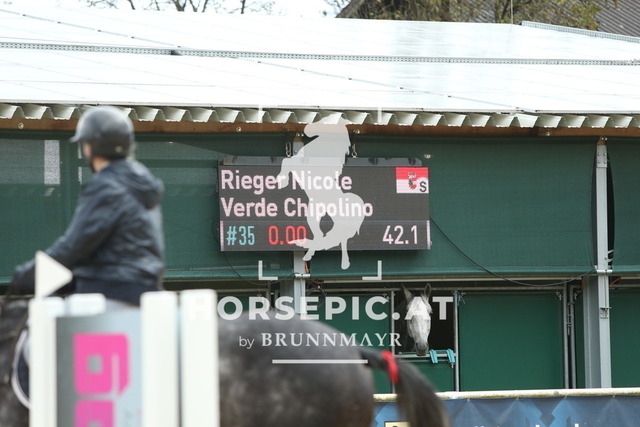 Rieger Nicole
Verde Chipolino
#35 0.00 42.1
S
HORSEPIC.AT
by BRUNNMAYR